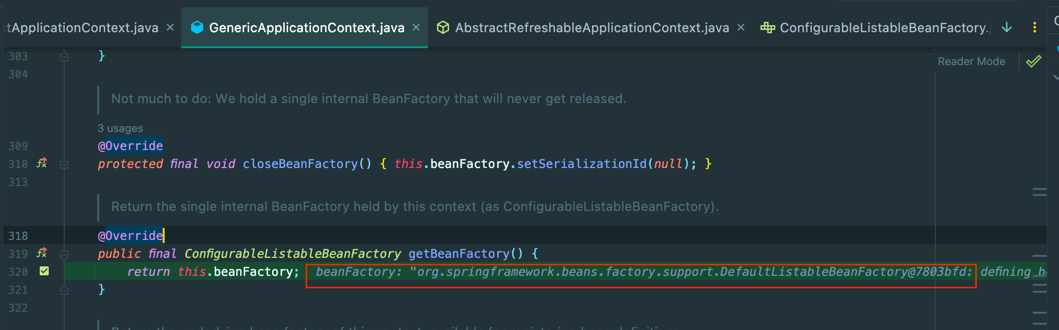 tApplicationContext.java × GenericApplicationContext.java × AbstractRefreshableApplicationContext.java × ConfigurableListableBeanFactory.j
303 }
Reader Mode
304
Not much to do: We hold a single internal BeanFactory that will never get released.
3 usages
309 @Override
310 protected final void closeBeanFactory() { this.beanFactory.setSerializationId(null); }
313
Return the single internal BeanFactory held by this context (as ConfigurableListableBeanFactory).
318 @Override
319 public final ConfigurableListableBeanFactory getBeanFactory() {
320 return this.beanFactory; beanFactory: "org.springframework.beans.factory.support.DefaultListableBeanFactory@7803bfd: defining
321 }
322